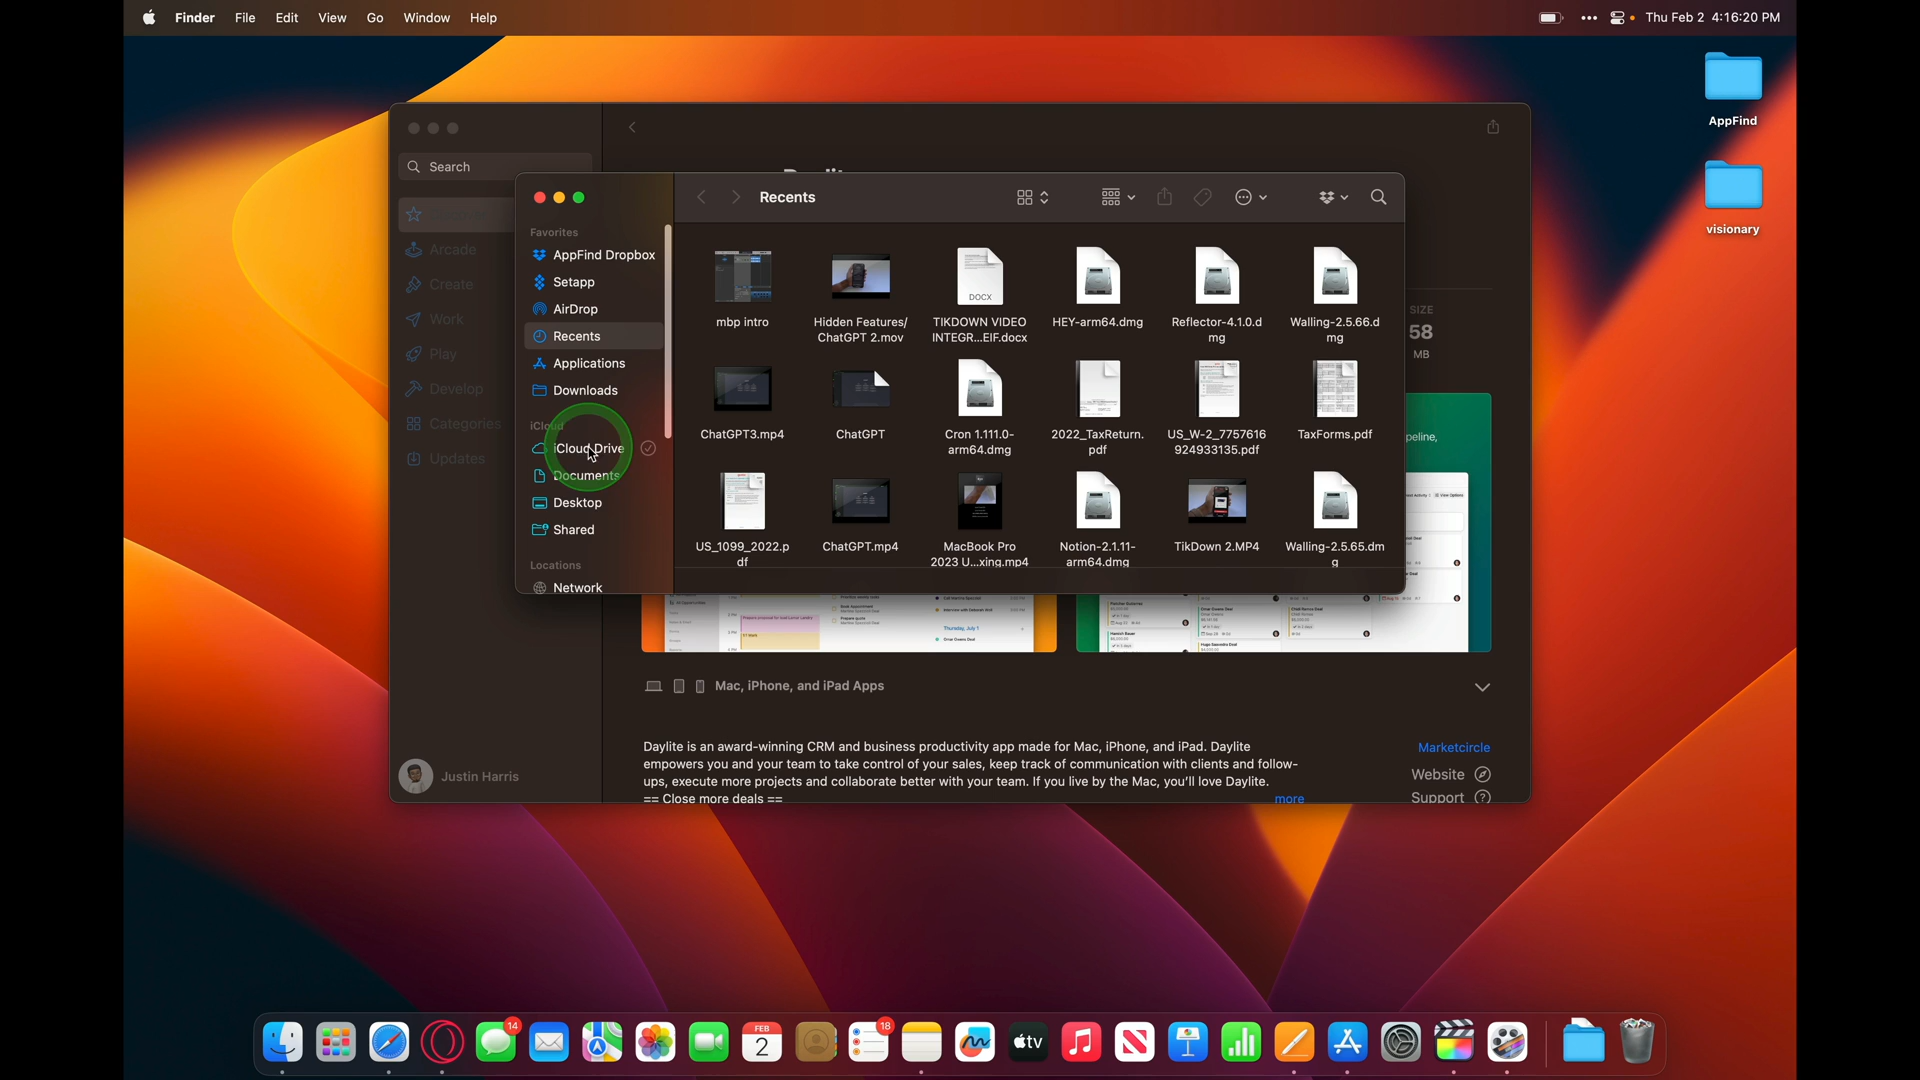 Finder File Edit View Go Window Help
Thu Feb 2 4:16:20 PM
AppFind
visionary
Search
Arcade
Create
Work
Play
Develop
Categories
Updates
Justin Harris
Recents
Favorites
AppFind Dropbox
Setapp
AirDrop
Recents
Applications
Downloads
iCloud
iCloud Drive
Documents
Desktop
Shared
Locations
Network
mbp intro
Hidden Features/
ChatGPT 2.mov
DOCX
TIKDOWN VIDEO
INTEGR...EIF.docx
HEY-arm64.dmg
Reflector-4.1.0.d
mg
Walling-2.5.66.d
mg
ChatGPT3.mp4
ChatGPT
Cron 1.111.0-
arm64.dmg
2022_TaxReturn.
pdf
US_W-2_7757616
924933135.pdf
TaxForms.pdf
US_1099_2022.p
df
ChatGPT.mp4
MacBook Pro
2023 U...xing.mp4
Notion-2.1.11-
arm64.dmg
TikDown 2.MP4
Walling-2.5.65.dm
g
SIZE
58
MB
peline,
Thursday, July 1
Mac, iPhone, and iPad Apps
Daylite is an award-winning CRM and business productivity app made for Mac, iPhone, and iPad. Daylite
empowers you and your team to take control of your sales, keep track of communication with clients and follow-
ups, execute more projects and collaborate better with your team. If you live by the Mac, you'll love Daylite.
== Close more deals ==
more
Marketcircle
Website
Support
14
FEB
2
18
tv